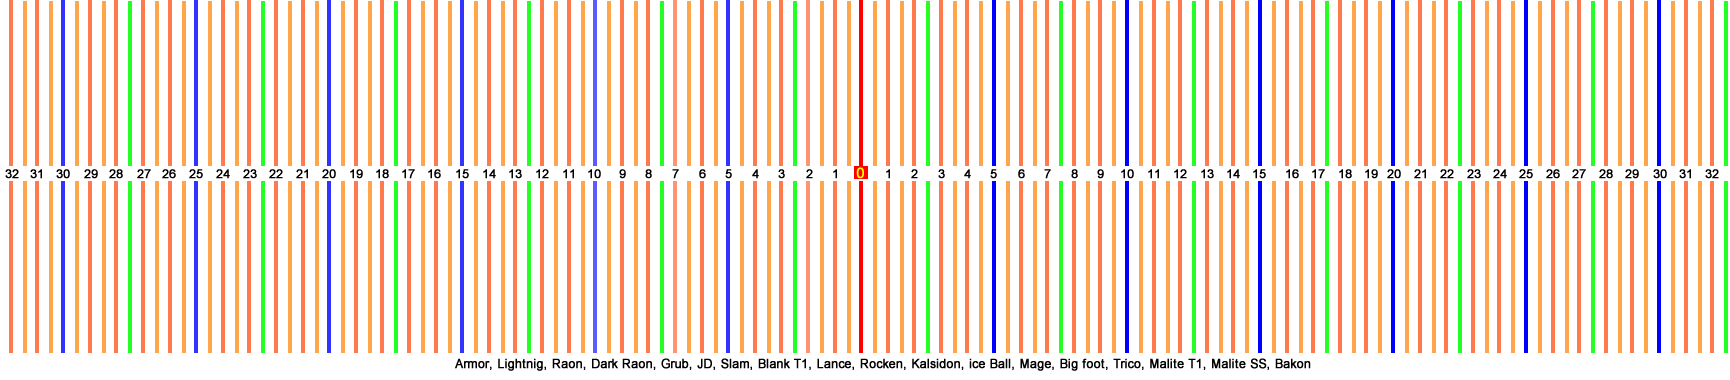 32 31 30 29 28 27 26 25 24 23 22 21 20 19 18 17 16 15 14 13 12 11 10 9 8 7 6 5 4 3 2 1 0 1 2 3 4 5 6 7 8 9 10 11 12 13 14 15 16 17 18 19 20 21 22 23 24 25 26 27 28 29 30 31 32
Armor, Lightnig, Raon, Dark Raon, Grub, JD, Slam, Blank T1, Lance, Rocken, Kalsidon, ice Ball, Mage, Big foot, Trico, Malite T1, Malite SS, Bakon